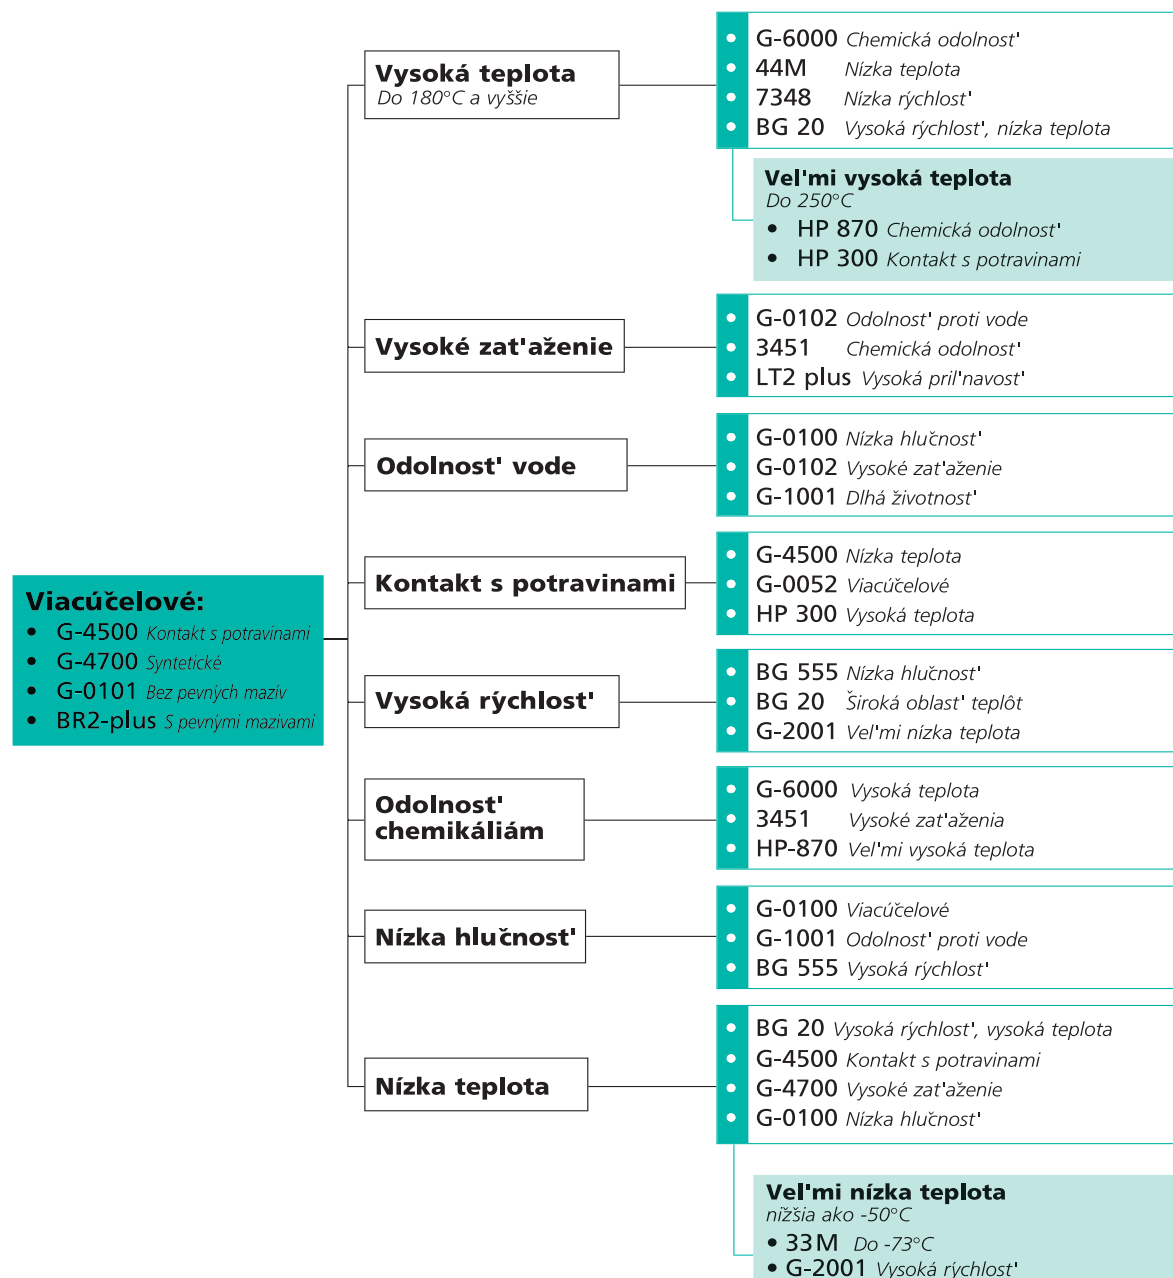 Viacúčelové:
• G-4500 Kontakt s potravinami
• G-4700 Syntetické
• G-0101 Bez pevných mazív
• BR2-plus S pevnými mazivami
Vysoká teplota
Do 180°C a vyššie
• G-6000 Chemická odolnost'
• 44M Nízka teplota
• 7348 Nízka rýchlost'
• BG 20 Vysoká rýchlost', nízka teplota
Vel'mi vysoká teplota
Do 250°C
• HP 870 Chemická odolnost'
• HP 300 Kontakt s potravinami
Vysoké zat'aženie
• G-0102 Odolnost' proti vode
• 3451 Chemická odolnost'
• LT2 plus Vysoká pril'navost'
Odolnost' vode
• G-0100 Nízka hlučnost'
• G-0102 Vysoké zat'aženie
• G-1001 Dlhá životnost'
Kontakt s potravinami
• G-4500 Nízka teplota
• G-0052 Viacúčelové
• HP 300 Vysoká teplota
Vysoká rýchlost'
• BG 555 Nízka hlučnost'
• BG 20 Široká oblast' teplôt
• G-2001 Vel'mi nízka teplota
Odolnost'
chemikáliám
• G-6000 Vysoká teplota
• 3451 Vysoké zat'aženia
• HP-870 Vel'mi vysoká teplota
Nízka hlučnost'
• G-0100 Viacúčelové
• G-1001 Odolnost' proti vode
• BG 555 Vysoká rýchlost'
Nízka teplota
• BG 20 Vysoká rýchlost', vysoká teplota
• G-4500 Kontakt s potravinami
• G-4700 Vysoké zat'aženie
• G-0100 Nízka hlučnost'
Vel'mi nízka teplota
nižšia ako -50°C
• 33M Do -73°C
• G-2001 Vysoká rýchlost'